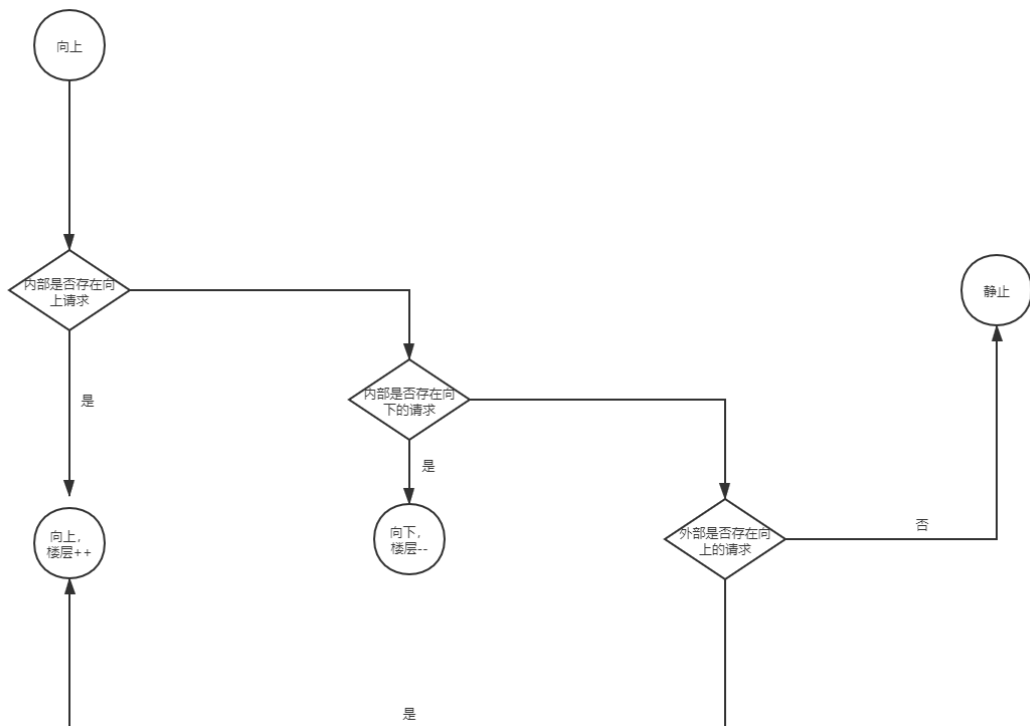 向上
内部是否存在向
上请求
静止
内部是否存在向
下的请求
是
是
向上，
楼层++
向下，
楼层--
外部是否存在向
上的请求
否
是